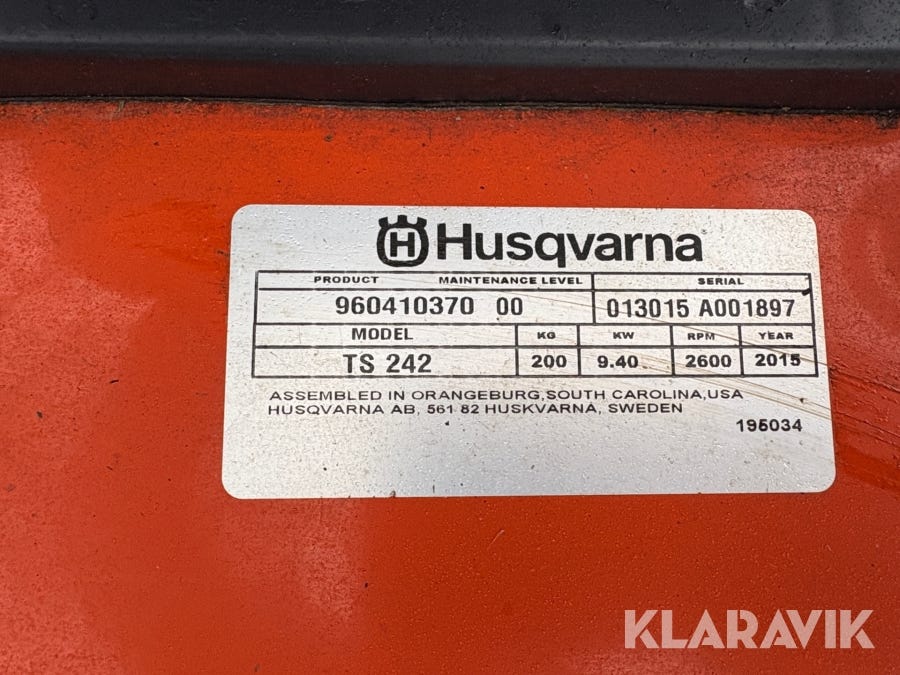 Husqvarna
PRODUCT MAINTENANCE LEVEL SERIAL
960410370 00 013015 A001897
MODEL KG KW RPM YEAR
TS 242 200 9.40 2600 2015
ASSEMBLED IN ORANGEBURG,SOUTH CAROLINA,USA
HUSQVARNA AB, 561 82 HUSKVARNA, SWEDEN
195034
KLARAVIK